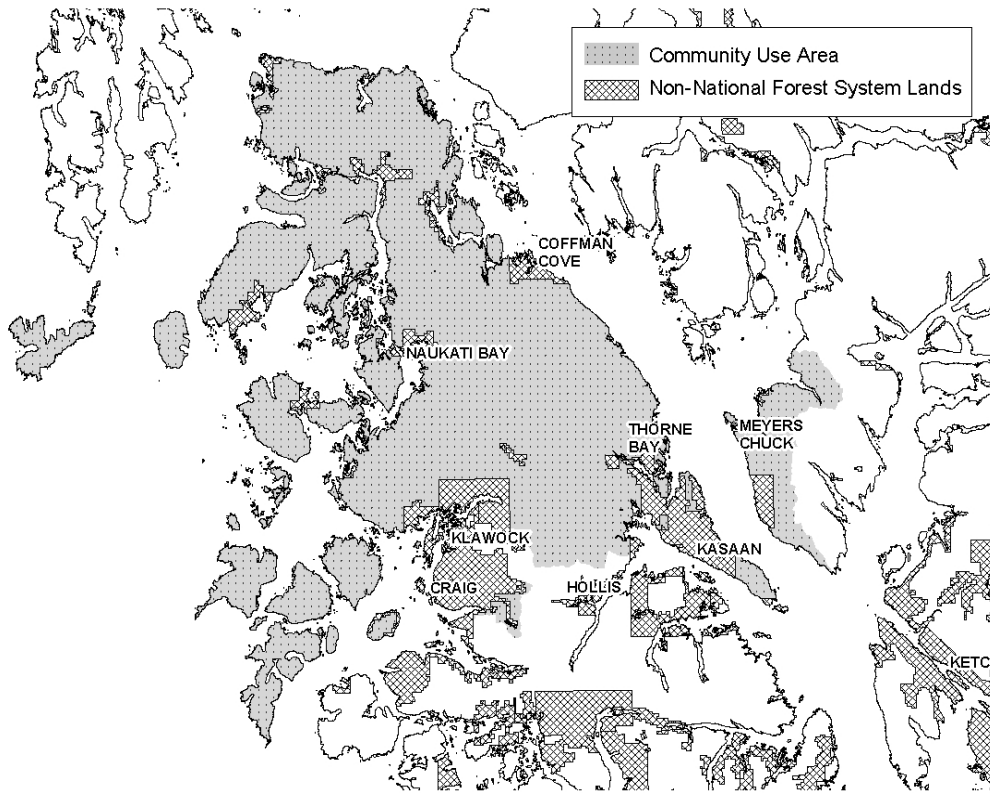 Community Use Area
Non-National Forest System Lands
COFFMAN
COVE
NAUKATI BAY
THORNE
BAY
MEYERS
CHUCK
KLAWOCK
KASAAN
CRAIG
HOLLIS
KETC